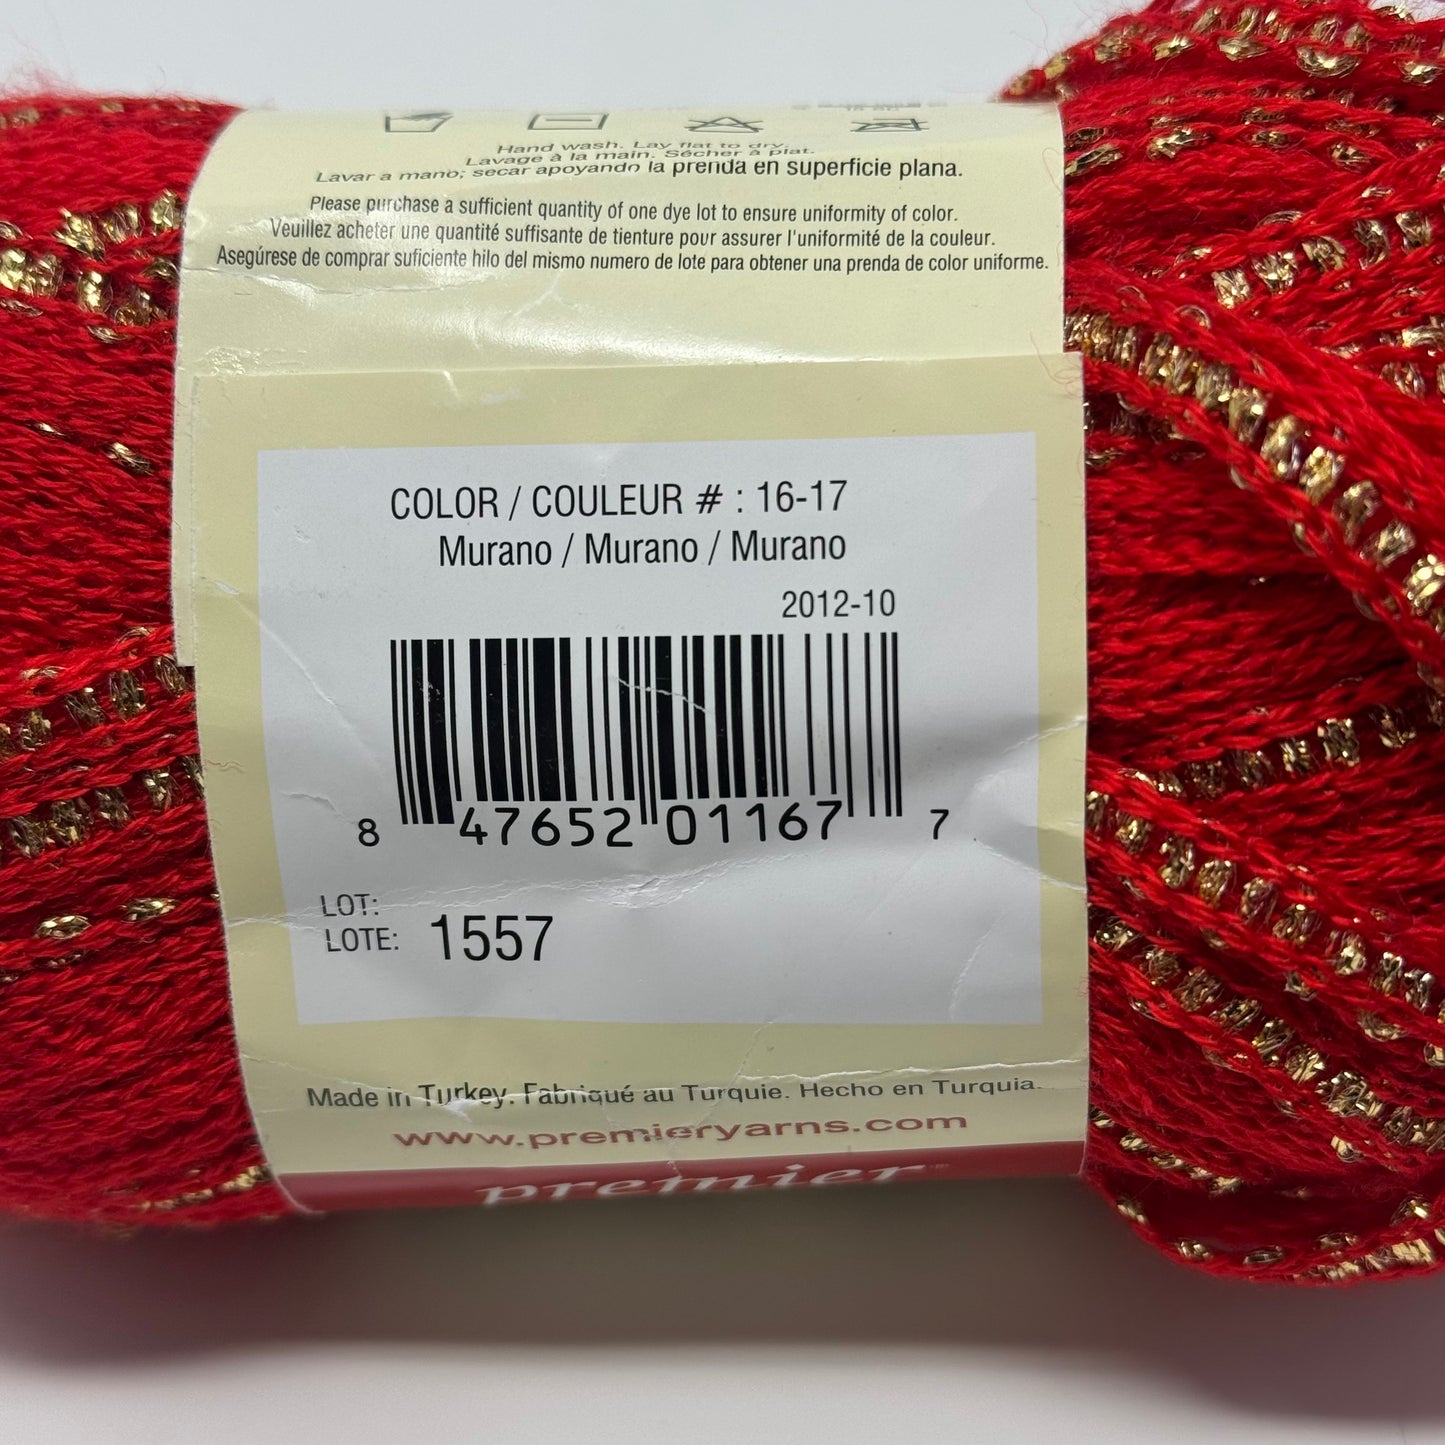 Hand wash. Lay flat to dry.
Lavage à la main. Sécher à plat.
Lavar a mano; secar apoyando la prenda en superficie plana.
Please purchase a sufficient quantity of one dye lot to ensure uniformity of color.
Veuillez acheter une quantité suffisante de tienture pour assurer l'uniformité de la couleur.
Asegúrese de comprar suficiente hilo del mismo numero de lote para obtener una prenda de color uniforme.
COLOR / COULEUR # : 16-17
Murano / Murano / Murano
2012-10
8 47652 01167 7
LOT:
LOTE: 1557
Made in Turkey. Fabriqué au Turquie. Hecho en Turquia.
www.premieryarns.com
premier™